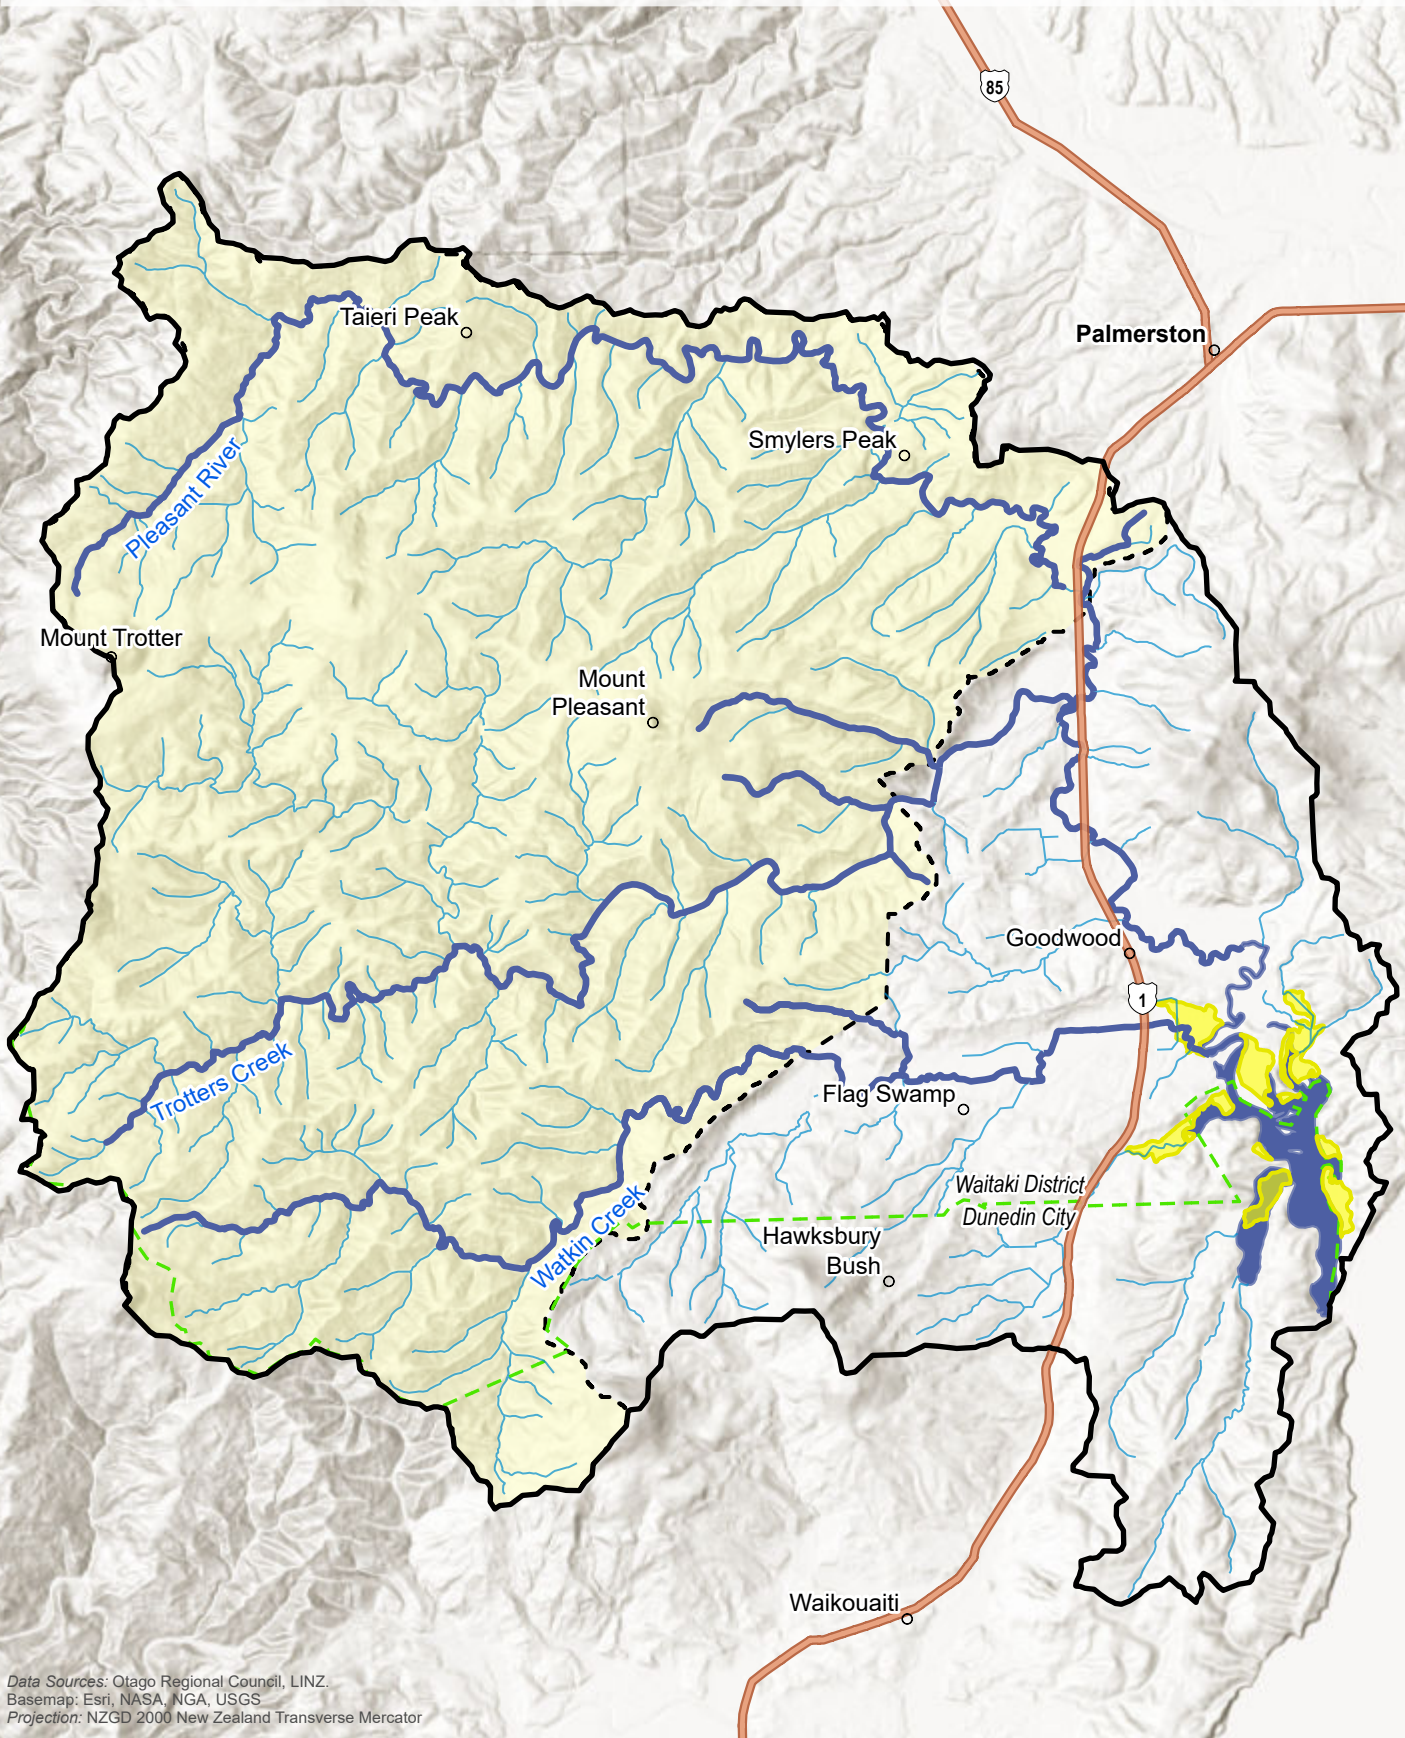 85
Taieri Peak
Palmerston
Smylers Peak
Pleasant River
Mount Trotter
Mount
Pleasant
Goodwood
1
Trotters Creek
Flag Swamp
Waitaki District
Dunedin City
Watkin Creek
Hawksbury
Bush
Waikouaiti
Data Sources: Otago Regional Council, LINZ.
Basemap: Esri, NASA, NGA, USGS
Projection: NZGD 2000 New Zealand Transverse Mercator